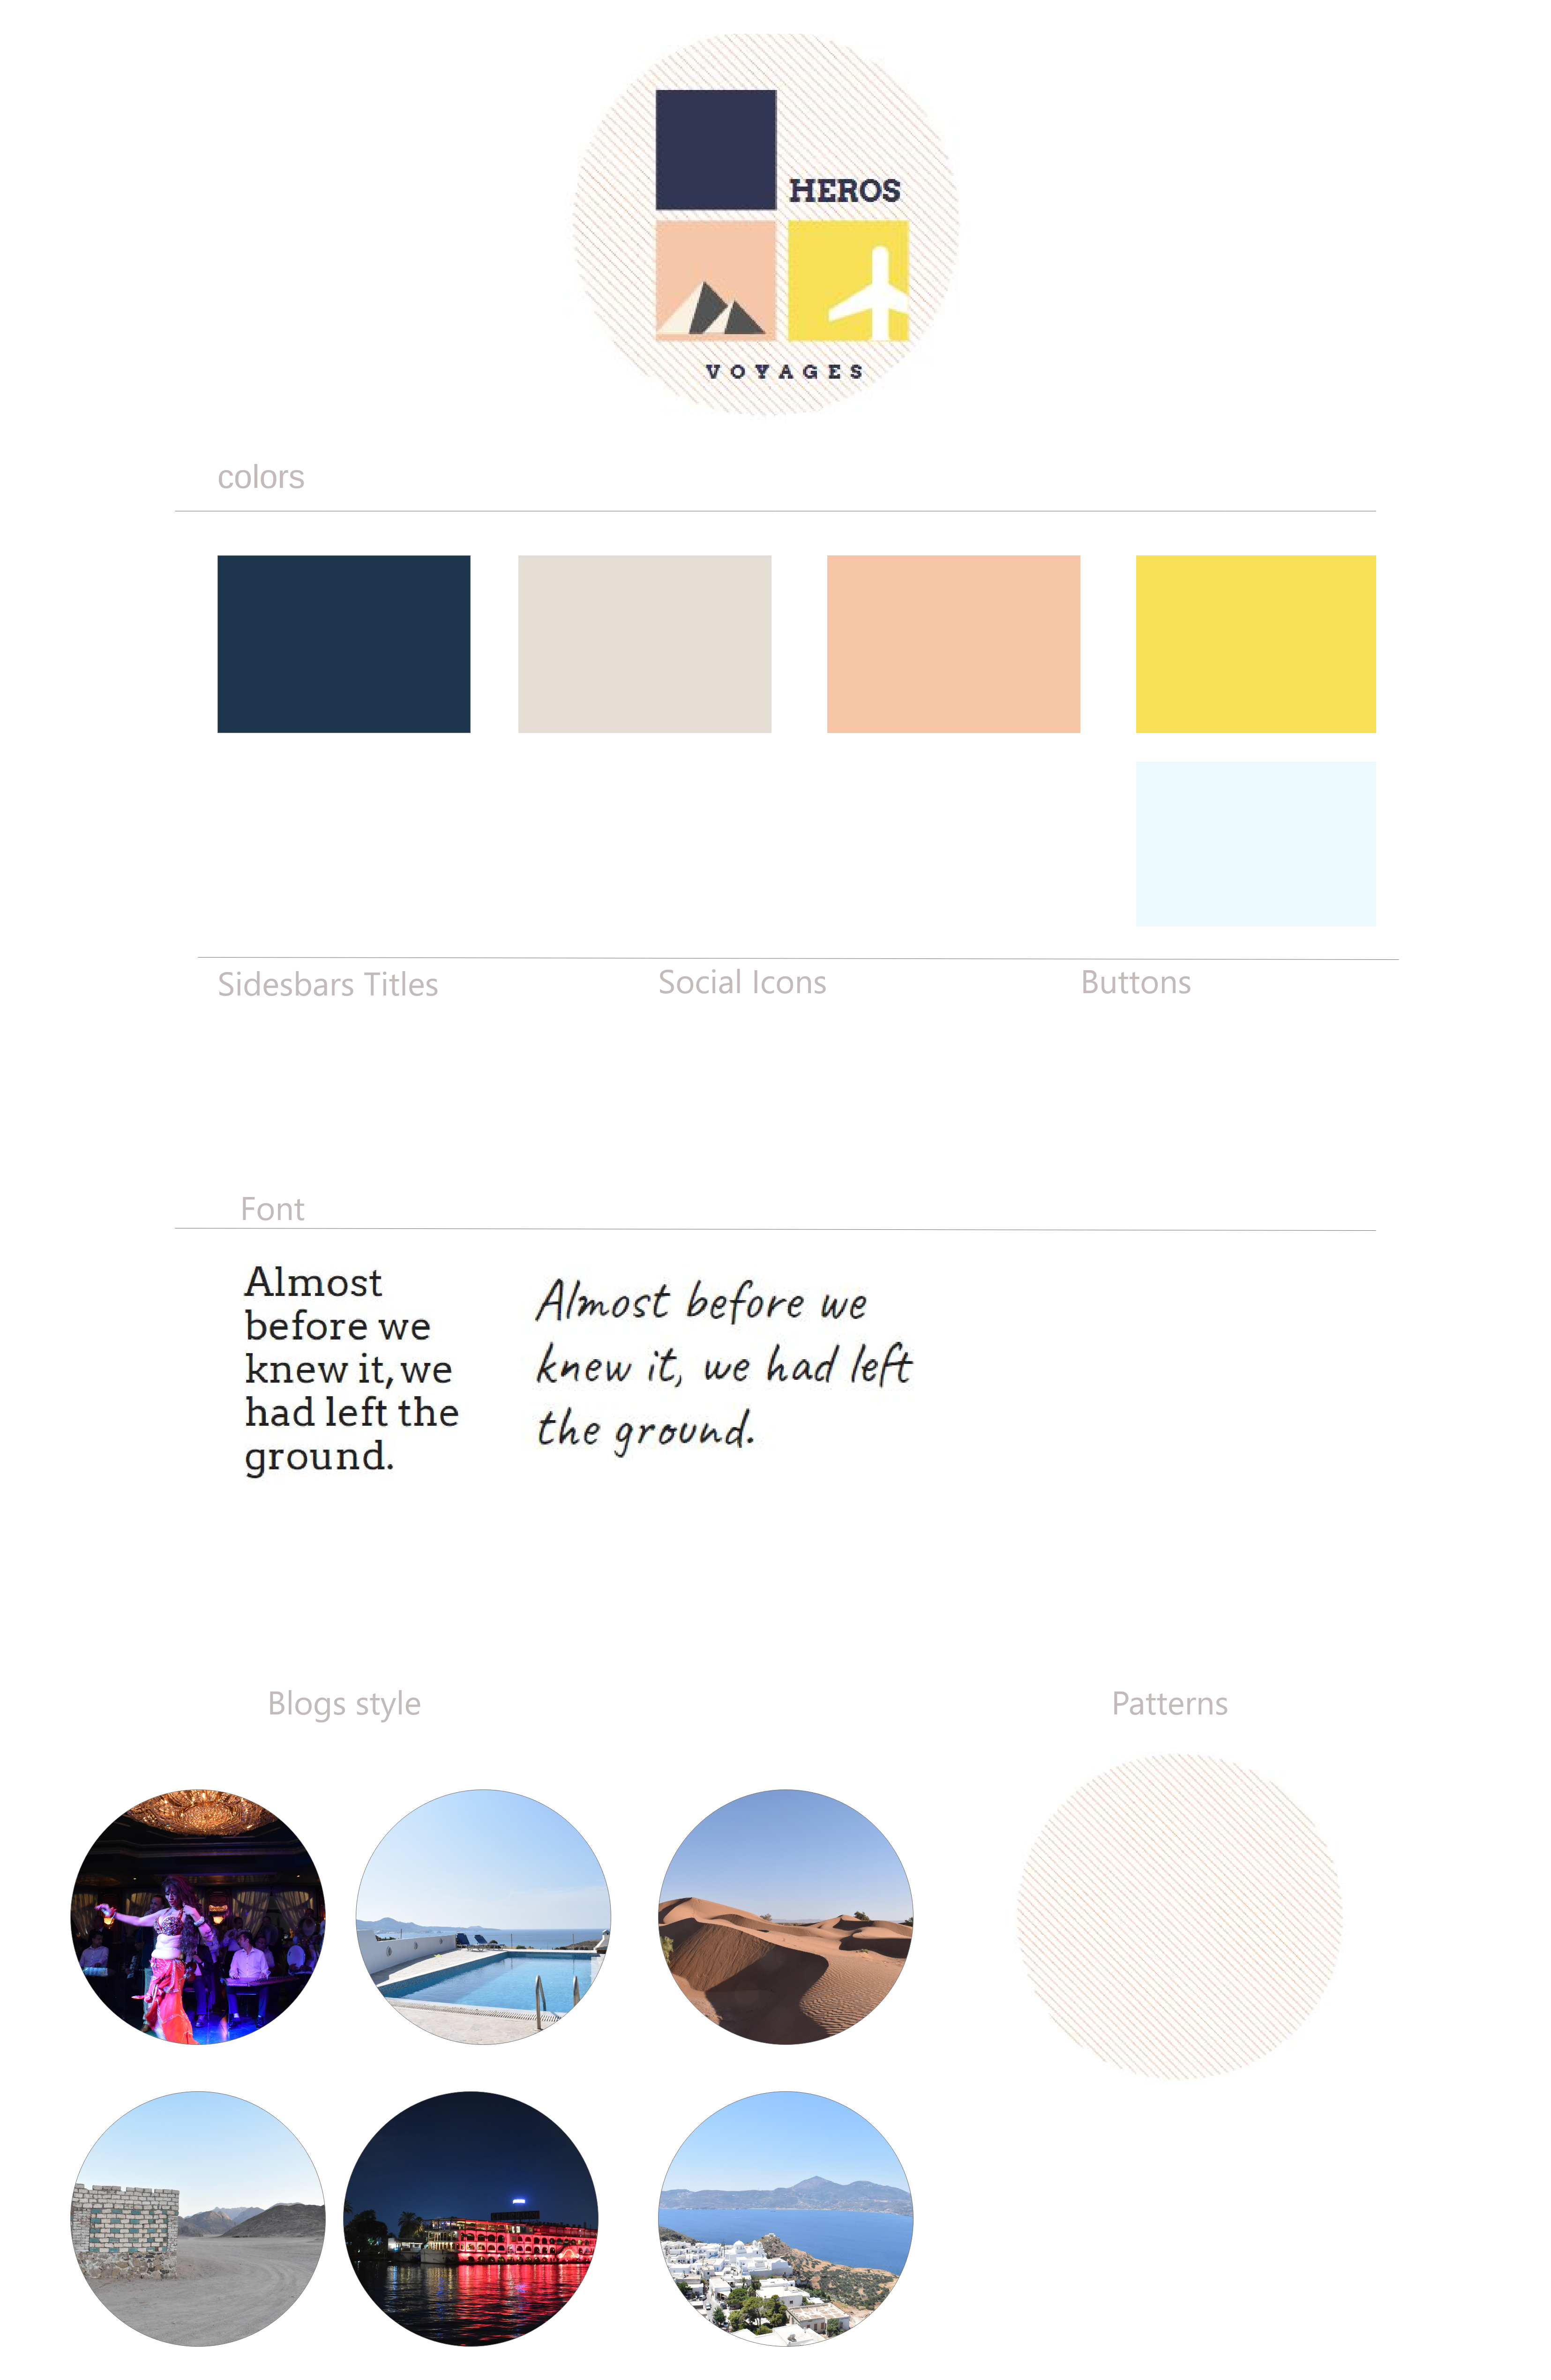 HEROS
VOYAGES
colors
Sidesbars Titles
Social Icons
Buttons
Font
Almost
before we
knew it, we
had left the
ground.
Almost before we
knew it, we had left
the ground.
Blogs style
Patterns